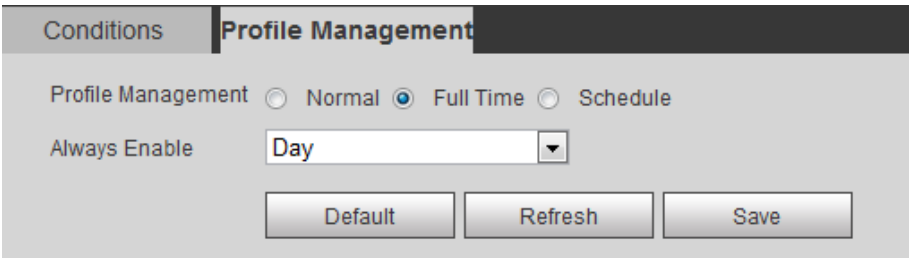 Conditions Profile Management
Profile Management Normal Full Time Schedule
Always Enable Day
Default Refresh Save